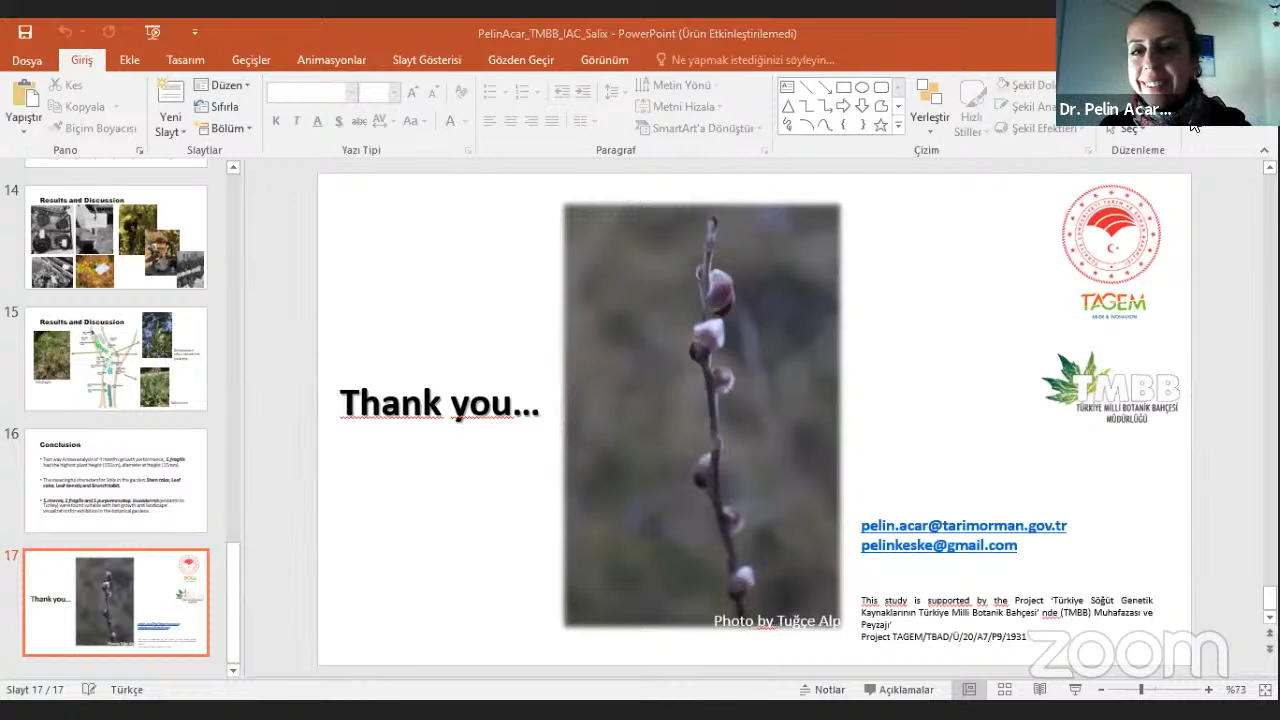 PelinAcar_TMBB_IAC_Salix - PowerPoint (Ürün Etkinleştirilemedi)
Dosya Giriş Ekle Tasarım Geçişler Animasyonlar Slayt Gösterisi Gözden Geçir Görünüm Ne yapmak istediğinizi söyleyin...
Dr. Pelin Acar...
Yapıştır
Kes
Kopyala
Biçim Boyacısı
Pano
Yeni
Slayt
Düzen
Sıfırla
Bölüm
Slaytlar
K T A S abc AV Aa A
Yazı Tipi
Metin Yönü
Metni Hizala
SmartArt'a Dönüştür
Paragraf
Yerleştir
Hızlı
Stiller
Şekil
Şekil
Şekil Efektleri
Çizim
Seç
Düzenleme
14
Results and Discussion
15
Results and Discussion
16
Conclusion
17
Thank you...
Thank you...
Photo by Tuğçe Alp
TAGEM
TMBB
TÜRKİYE MİLLİ BOTANİK BAHÇESİ
MÜDÜRLÜĞÜ
pelin.acar@tarimorman.gov.tr
pelinkeske@gmail.com
This study is supported by the Project 'Türkiye Söğüt Genetik
Kaynaklarının Türkiye Milli Botanik Bahçesi' nde (TMBB) Muhafazası ve
Peyzajı'
Project TAGEM/TBAD/Ü/20/A7/P9/1931
zoom
Slayt 17 / 17 Türkçe Notlar Açıklamalar %73